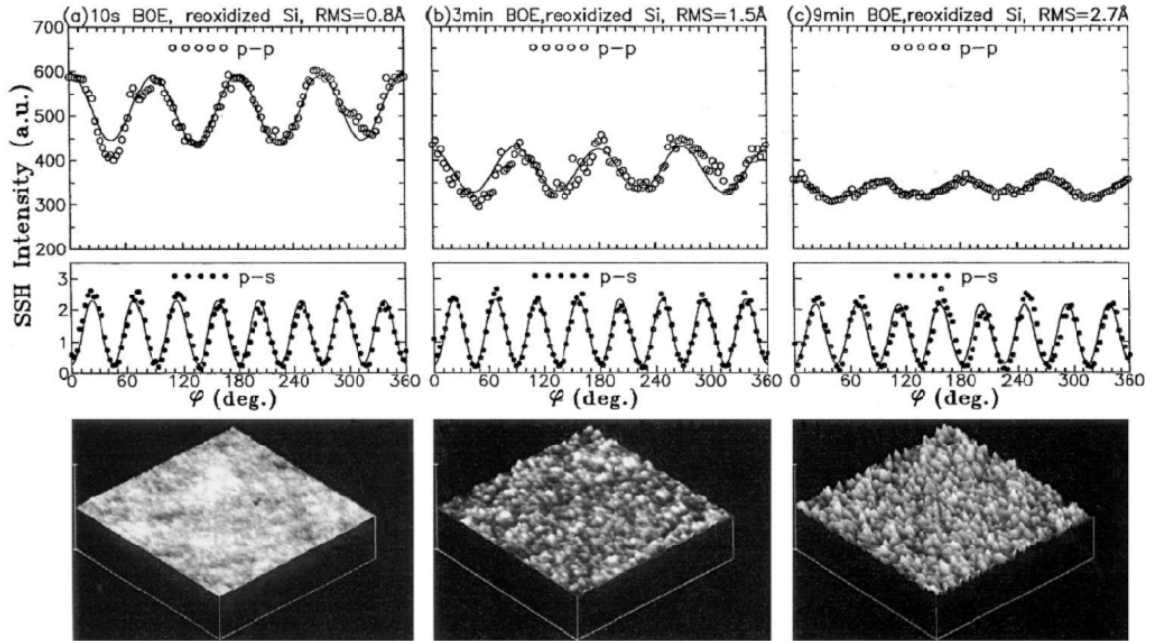 (a)10s BOE, reoxidized Si, RMS=0.8Å
(b)3min BOE,reoxidized Si, RMS=1.5Å
(c)9min BOE,reoxidized Si, RMS=2.7Å
SSH Intensity (a.u.)
700
600
500
400
300
200
p-p
p-p
p-p
3
2
1
0
p-s
p-s
p-s
0 60 120 180 240 300 360
0 60 120 180 240 300 360
0 60 120 180 240 300 360
φ (deg.)
φ (deg.)
φ (deg.)